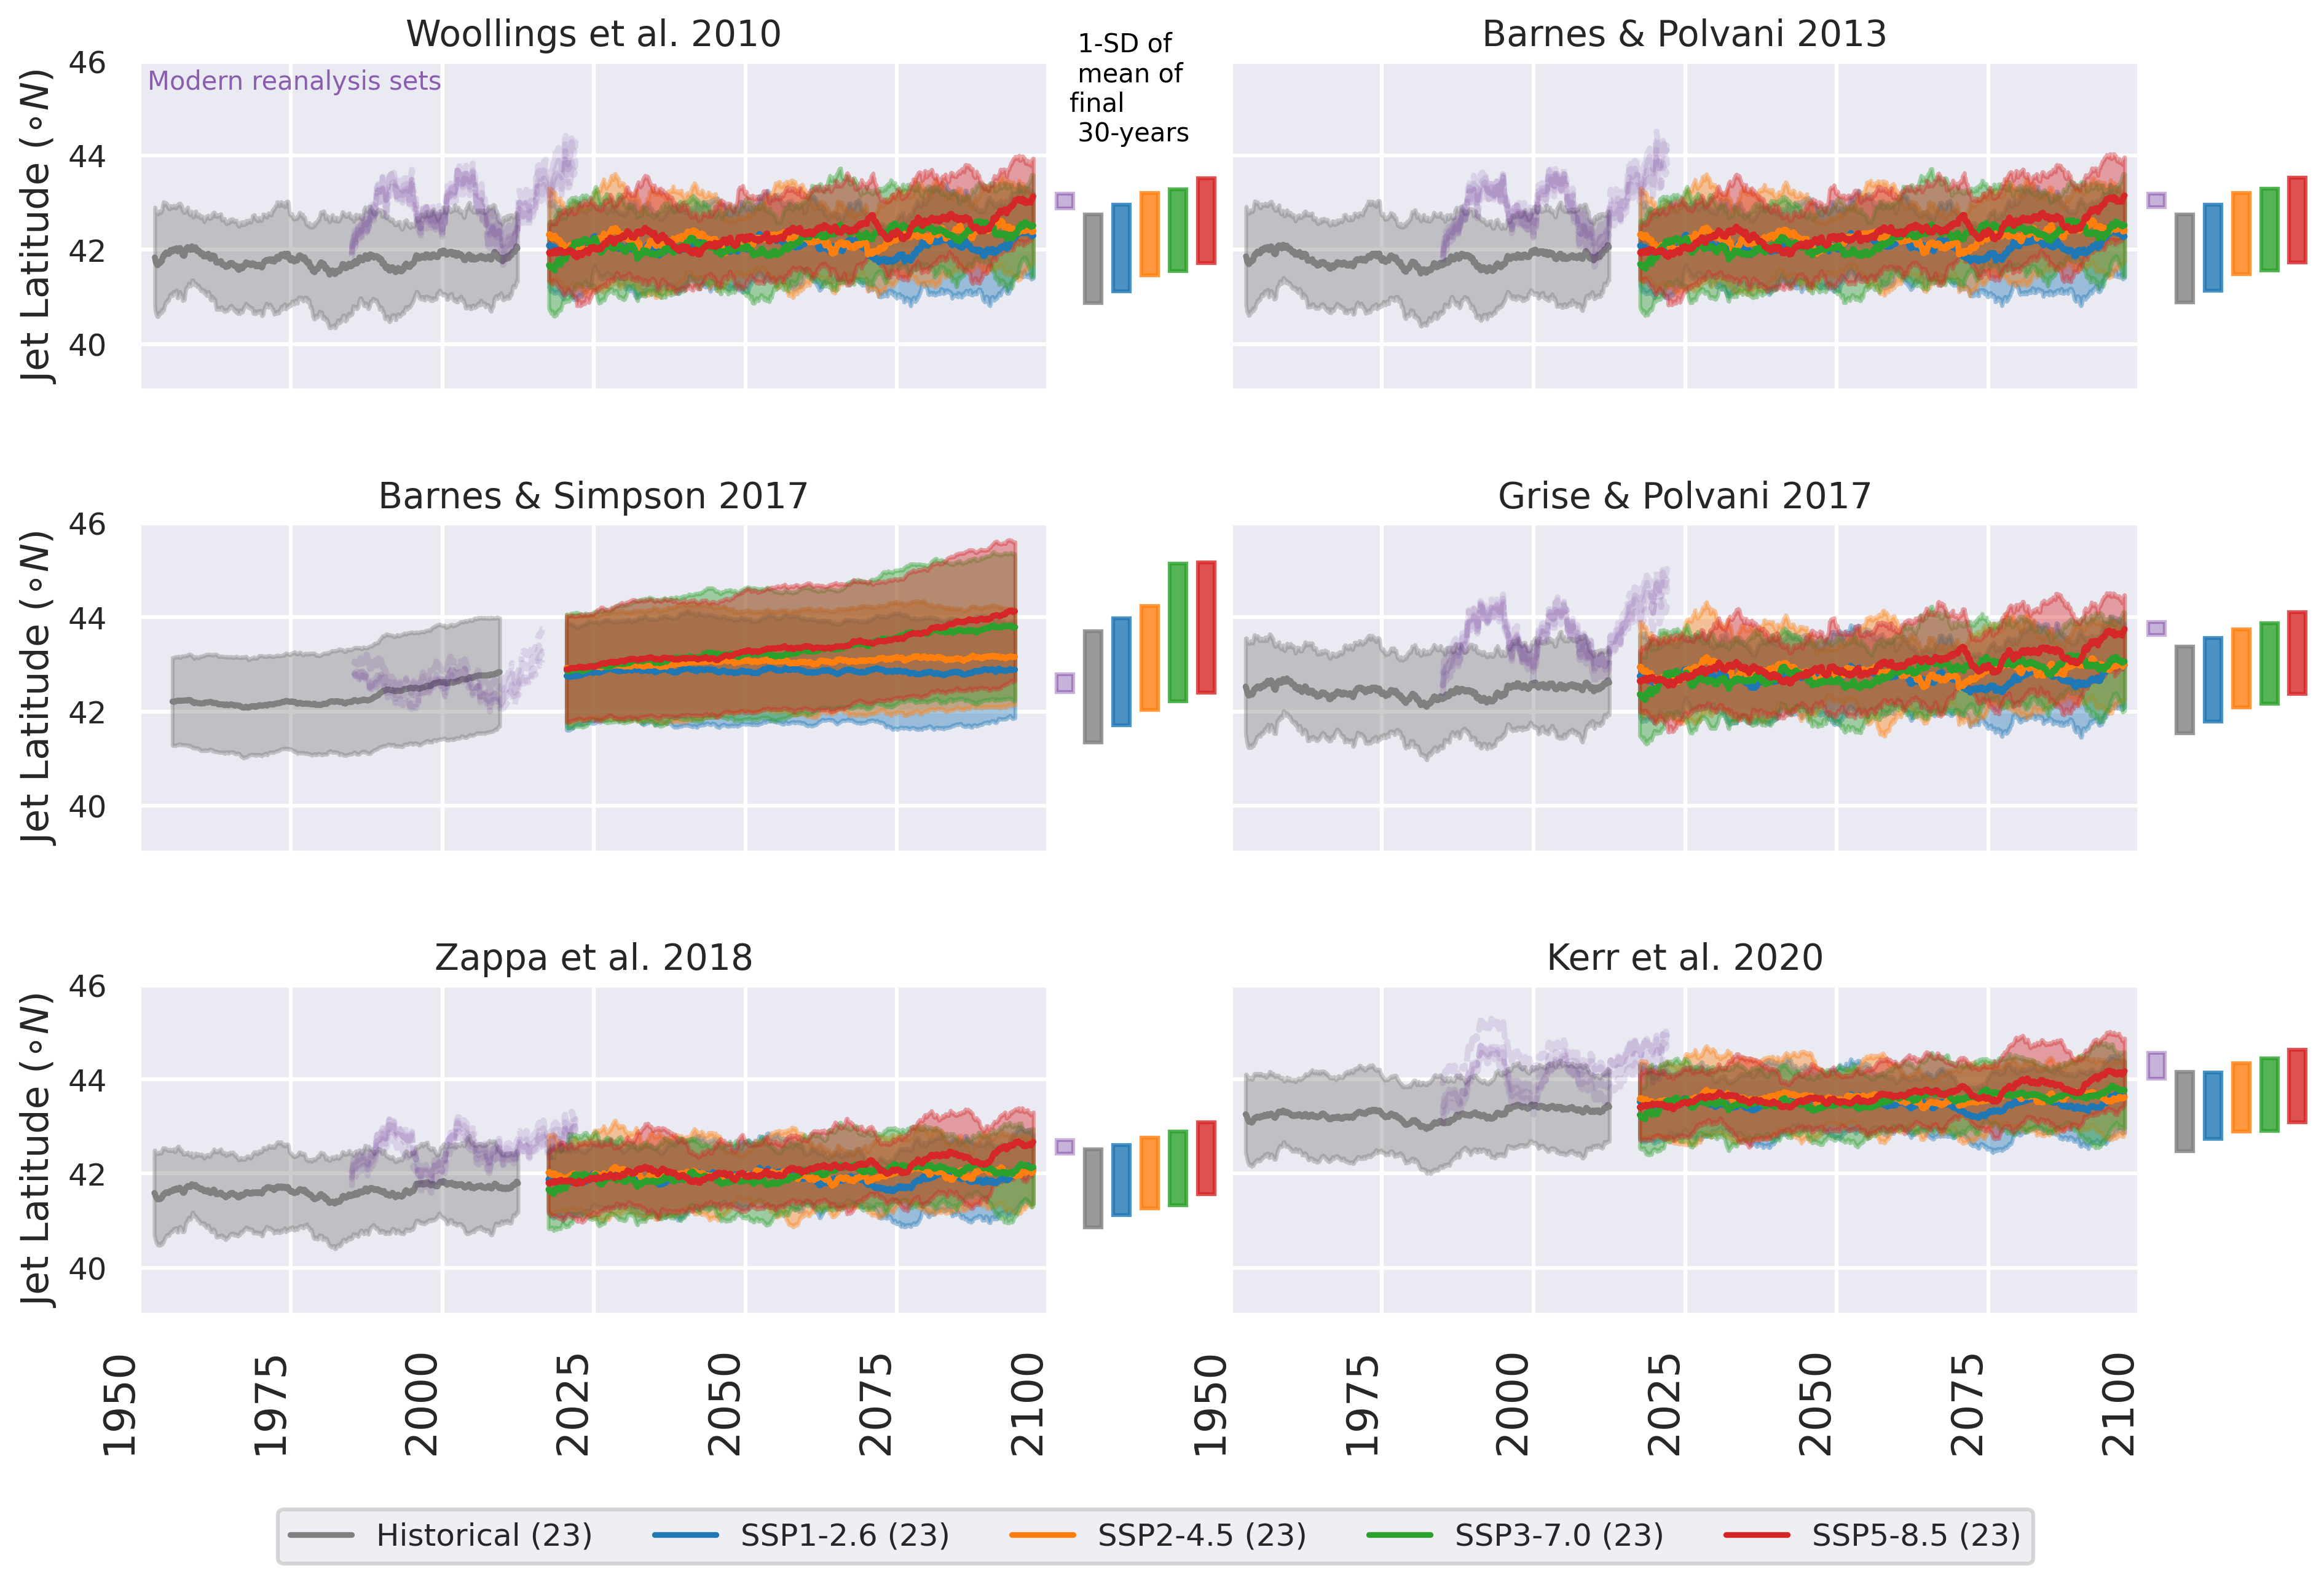 Woollings et al. 2010
1-SD of
mean of
final
30-years
Barnes & Polvani 2013
Modern reanalysis sets
Jet Latitude (∘N)
46
44
42
40
Barnes & Simpson 2017
Grise & Polvani 2017
Jet Latitude (∘N)
46
44
42
40
Zappa et al. 2018
Kerr et al. 2020
Jet Latitude (∘N)
46
44
42
40
1950
1975
2000
2025
2050
2075
2100
1950
1975
2000
2025
2050
2075
2100
Historical (23)
SSP1-2.6 (23)
SSP2-4.5 (23)
SSP3-7.0 (23)
SSP5-8.5 (23)